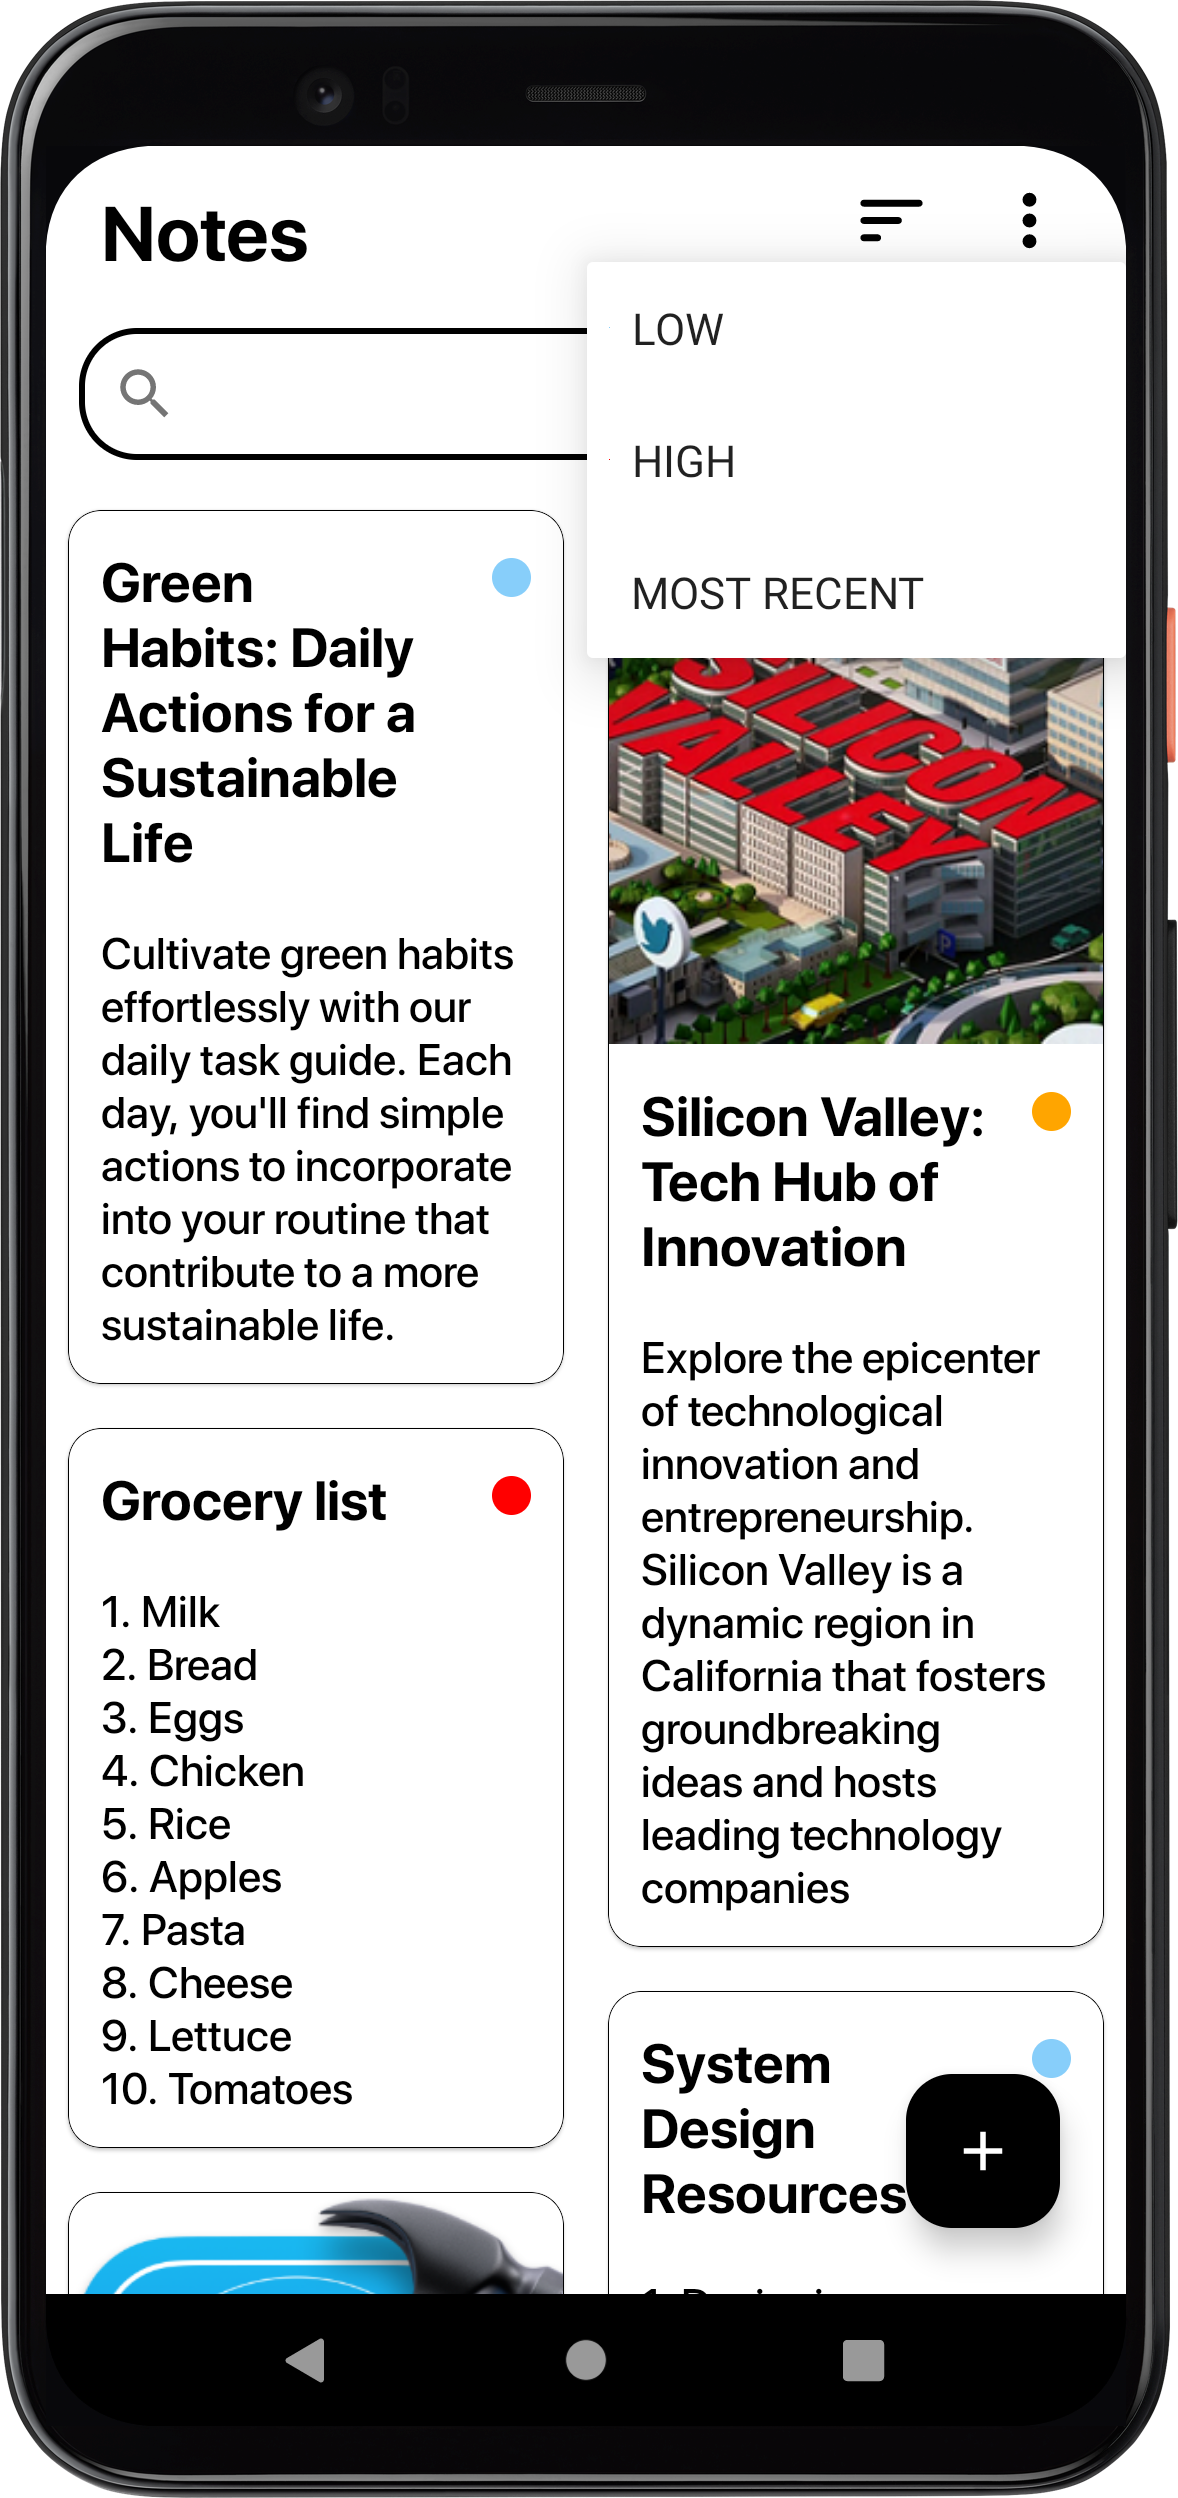 Notes
LOW
HIGH
MOST RECENT
Green
Habits: Daily
Actions for a
Sustainable
Life
Cultivate green habits
effortlessly with our
daily task guide. Each
day, you'll find simple
actions to incorporate
into your routine that
contribute to a more
sustainable life.
Grocery list
1. Milk
2. Bread
3. Eggs
4. Chicken
5. Rice
6. Apples
7. Pasta
8. Cheese
9. Lettuce
10. Tomatoes
SILICON
VALLEY
P
Silicon Valley:
Tech Hub of
Innovation
Explore the epicenter
of technological
innovation and
entrepreneurship.
Silicon Valley is a
dynamic region in
California that fosters
groundbreaking
ideas and hosts
leading technology
companies
System
Design
Resources